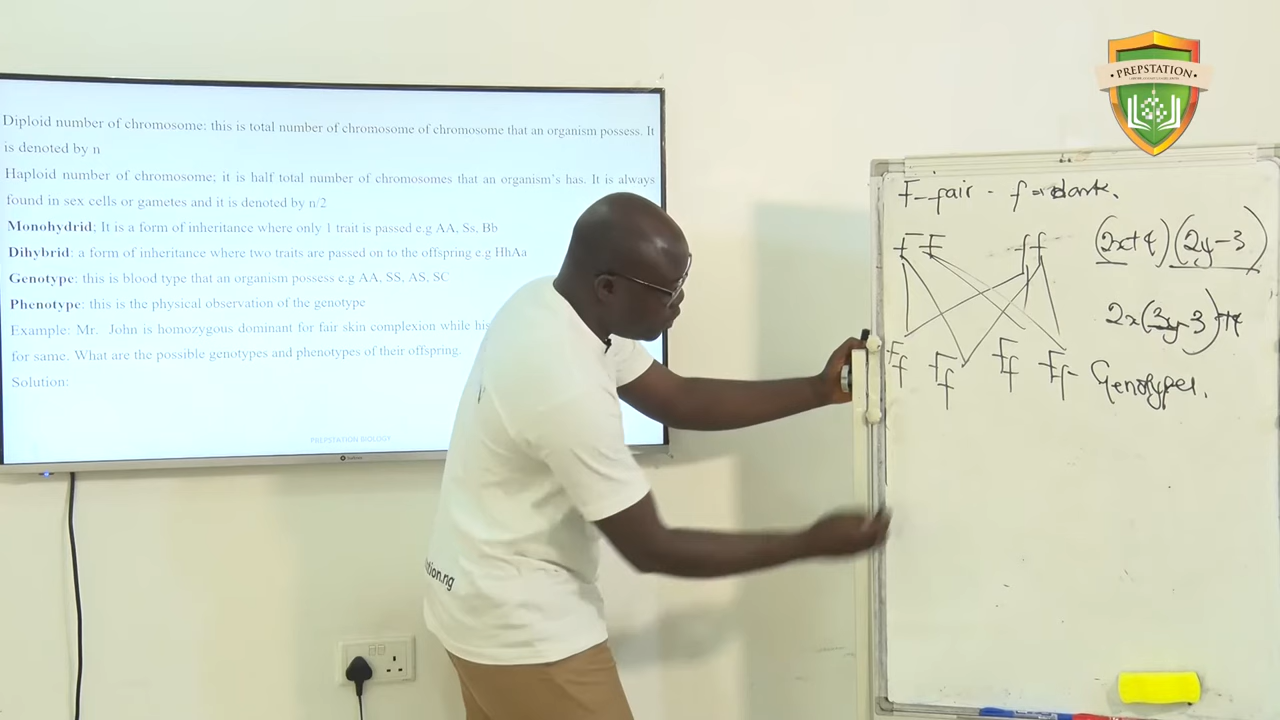 Diploid number of chromosome: this is total number of chromosome of chromosome that an organism possess. It
is denoted by n
Haploid number of chromosome; it is half total number of chromosomes that an organism's has. It is always
found in sex cells or gametes and it is denoted by n/2
Monohydrid; It is a form of inheritance where only 1 trait is passed e.g AA, Ss, Bb
Dihybrid: a form of inheritance where two traits are passed on to the offspring e.g HhAa
Genotype: this is blood type that an organism possess e.g AA, SS, AS, SC
Phenotype: this is the physical observation of the genotype
Example: Mr. John is homozygous dominant for fair skin complexion while his
for same. What are the possible genotypes and phenotypes of their offspring.
Solution:
PREPSTATION BIOLOGY
PREPSTATION
F-fair - f=dark.
FF ff (2x+4)(2y-3)
2x(3y-3)+4
Ff Ff Ff Ff- Genotypes.
tion.ng